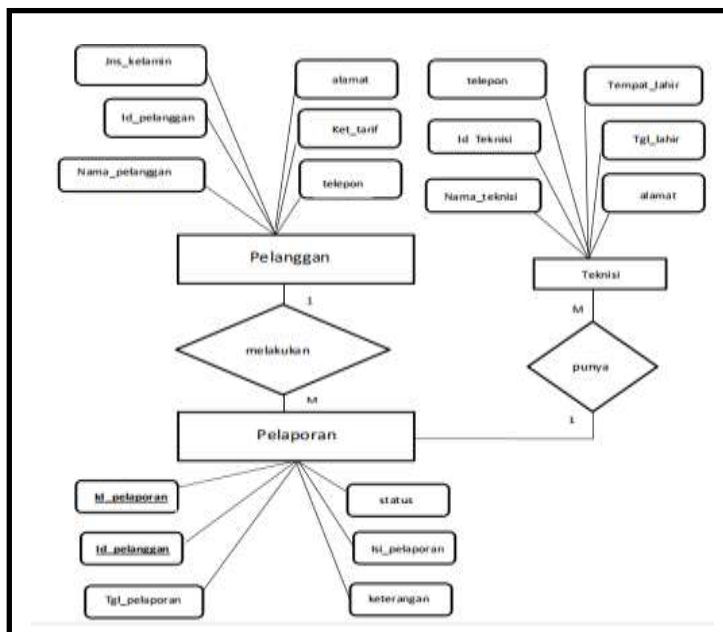 Jns_kelamin
alamat
telepon
Tempat_lahir
Id_pelanggan
Ket_tarif
Id Teknisi
Tgl_lahir
Nama_pelanggan
telepon
Nama_teknisi
alamat
Pelanggan
Teknisi
1
M
melakukan
punya
M
1
Pelaporan
Id_pelaporan
status
Id_pelanggan
Isi_pelaporan
Tgl_pelaporan
keterangan